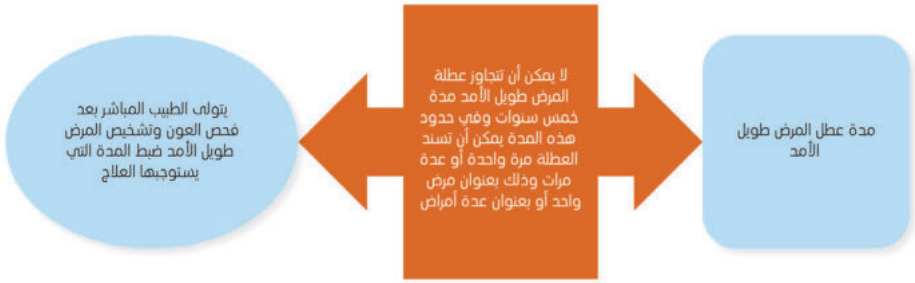 مدة عطل المرض طويل
الأمد
لا يمكن أن تتجاوز عطلة
المرض طويل الأمد مدة
خمس سنوات وفي حدود
هذه المدة يمكن أن تسند
العطلة مرة واحدة أو عدة
مرات وذلك بعنوان مرض
واحد أو بعنوان عدة أمراض
يتولى الطبيب المباشر بعد
فحص العون وتشخيص المرض
طويل الأمد ضبط المدة التي
يستوجبها العلاج